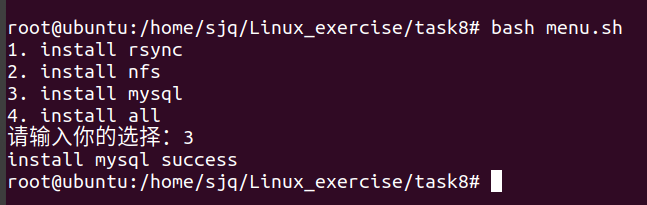 root@ubuntu:/home/sjq/Linux_exercise/task8# bash menu.sh
1. install rsync
2. install nfs
3. install mysql
4. install all
请输入你的选择：3
install mysql success
root@ubuntu:/home/sjq/Linux_exercise/task8#